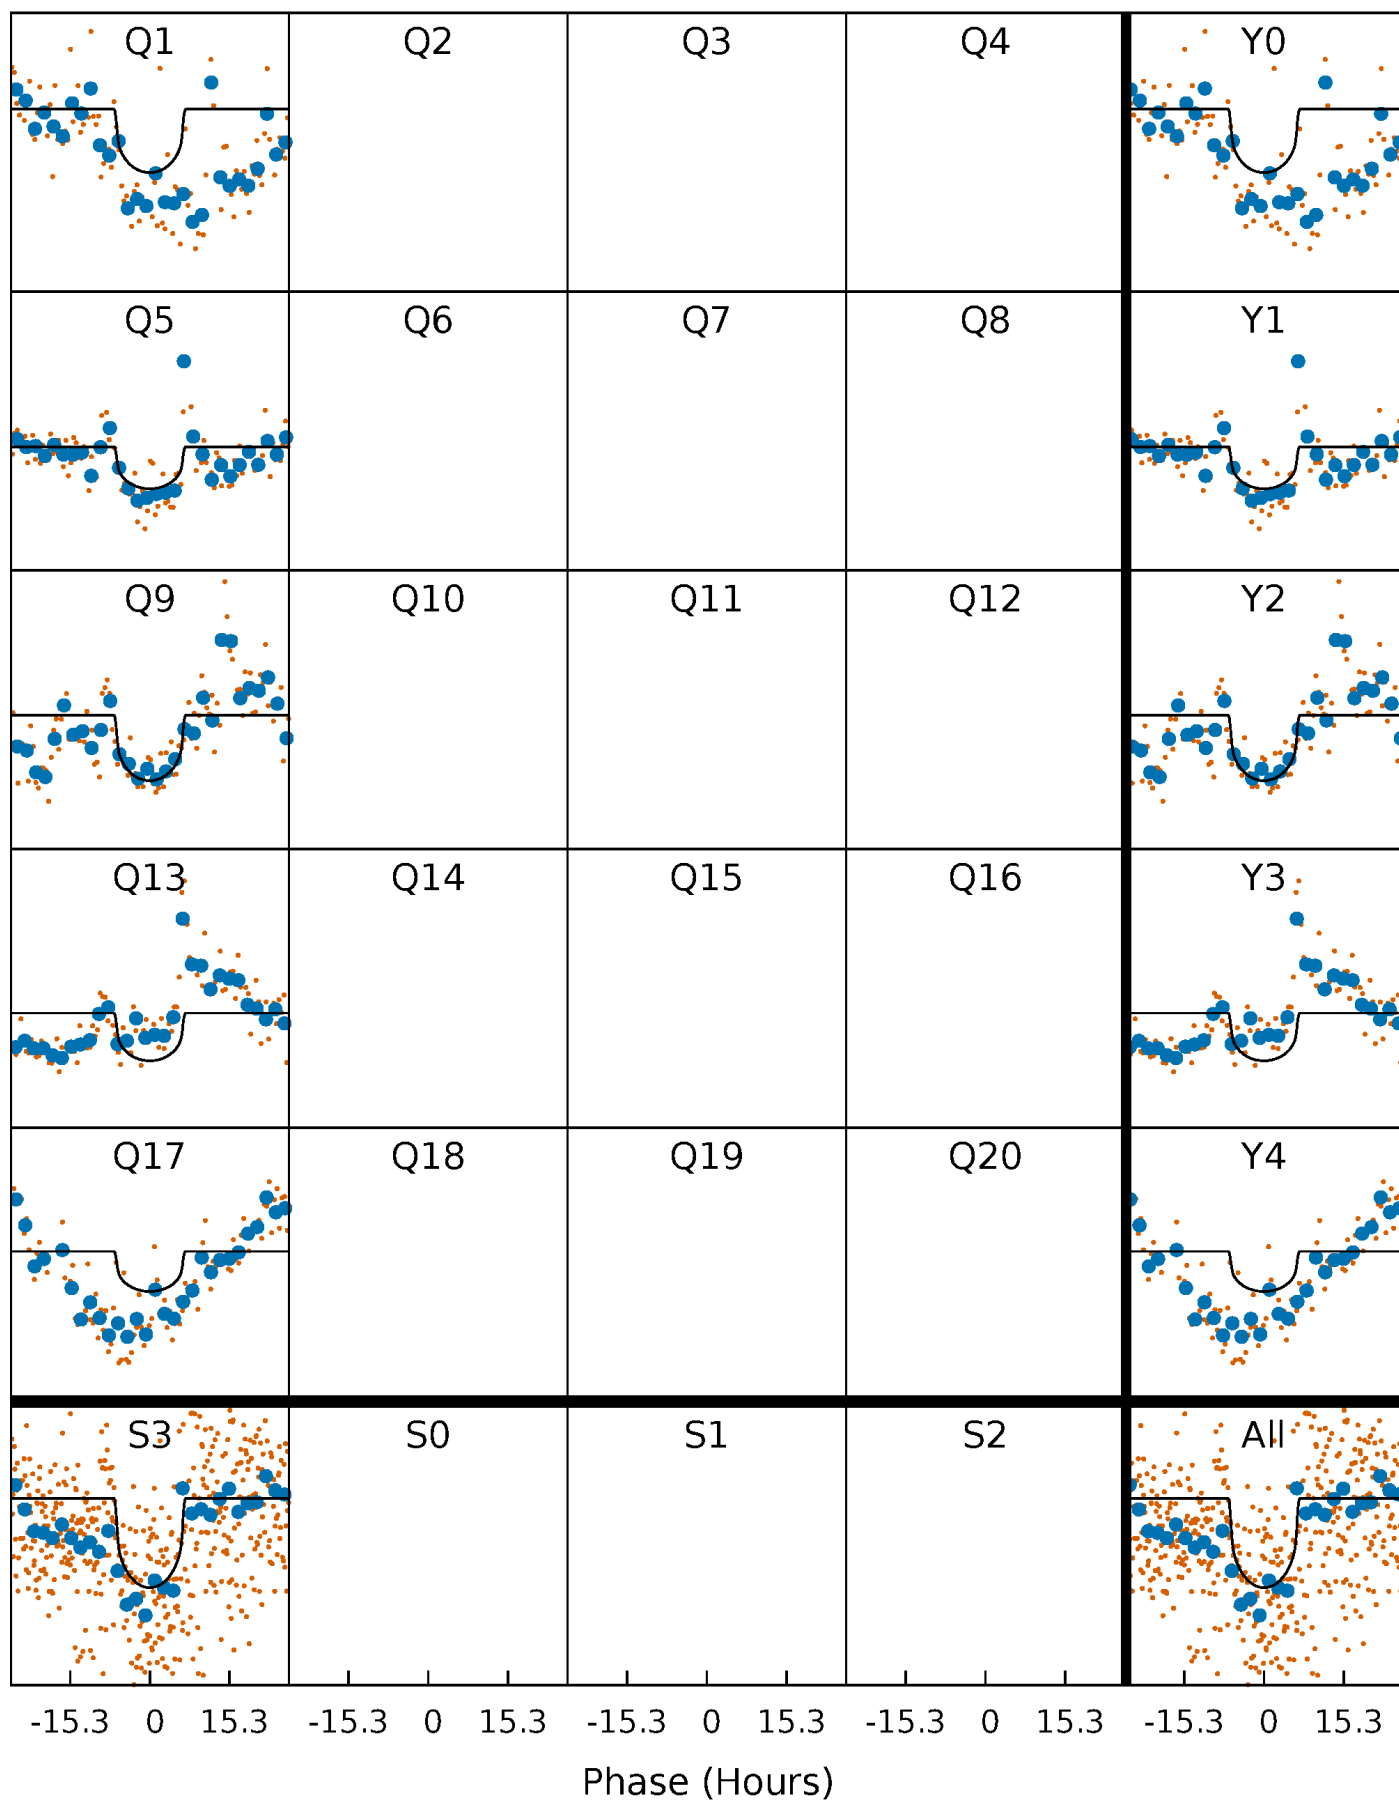 Q1 Q2 Q3 Q4 Y0
Q5 Q6 Q7 Q8 Y1
Q9 Q10 Q11 Q12 Y2
Q13 Q14 Q15 Q16 Y3
Q17 Q18 Q19 Q20 Y4
S3 S0 S1 S2 All
-15.3 0 15.3 -15.3 0 15.3 -15.3 0 15.3 -15.3 0 15.3 -15.3 0 15.3
Phase (Hours)